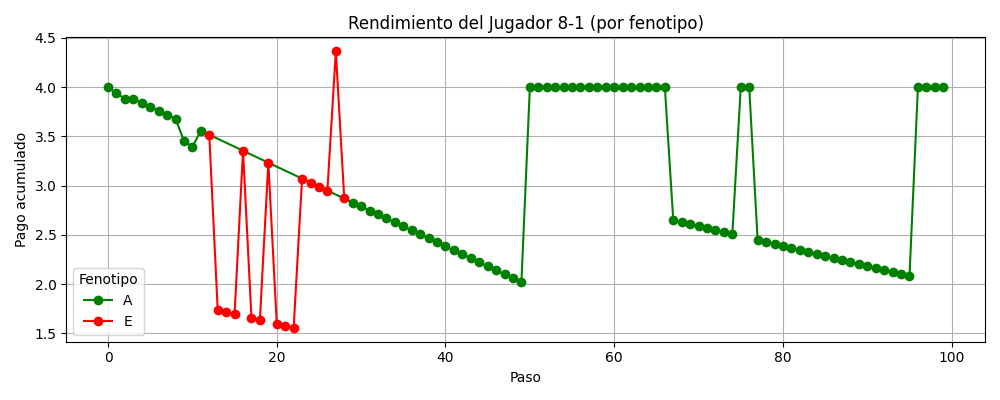 Rendimiento del Jugador 8-1 (por fenotipo)
Pago acumulado
4.5
4.0
3.5
3.0
2.5
2.0
1.5
Fenotipo
A
E
0
20
40
60
80
100
Paso